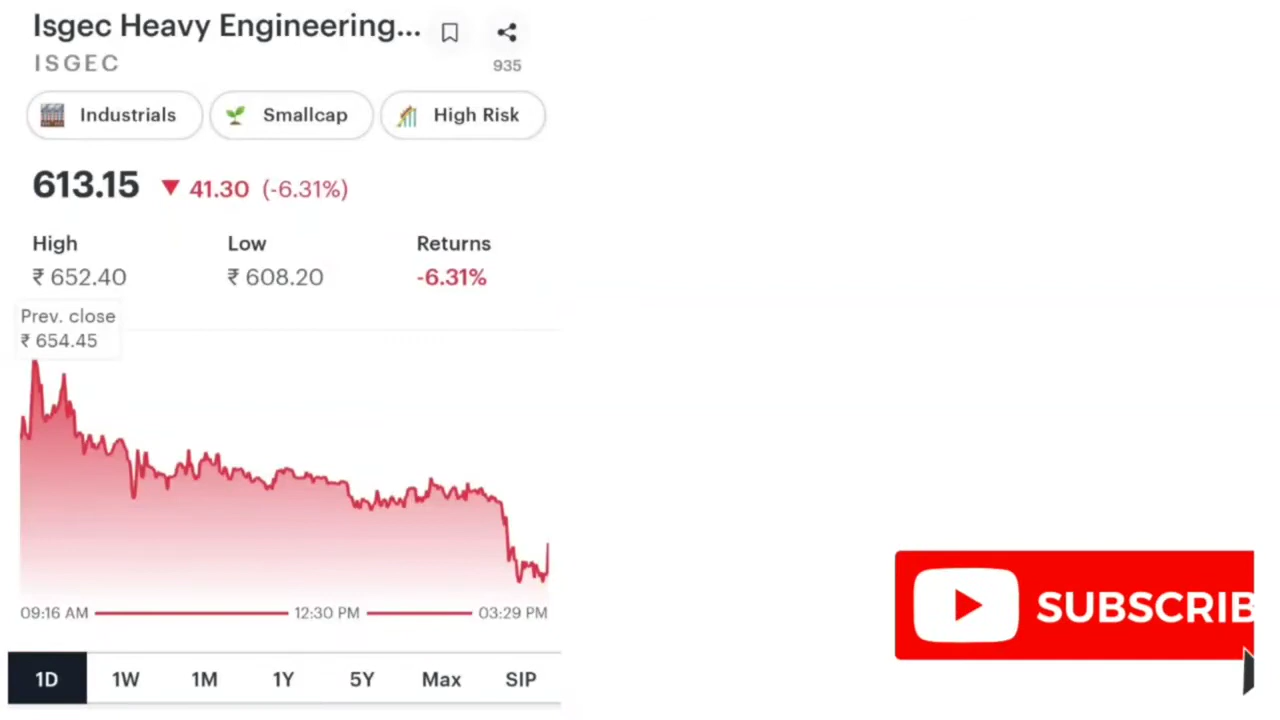 Isgec Heavy Engineering...
ISGEC
935
Industrials
Smallcap
High Risk
613.15 ▼ 41.30 (-6.31%)
High Low Returns
₹ 652.40 ₹ 608.20 -6.31%
Prev. close
₹ 654.45
09:16 AM 12:30 PM 03:29 PM
1D 1W 1M 1Y 5Y Max SIP
SUBSCRIB